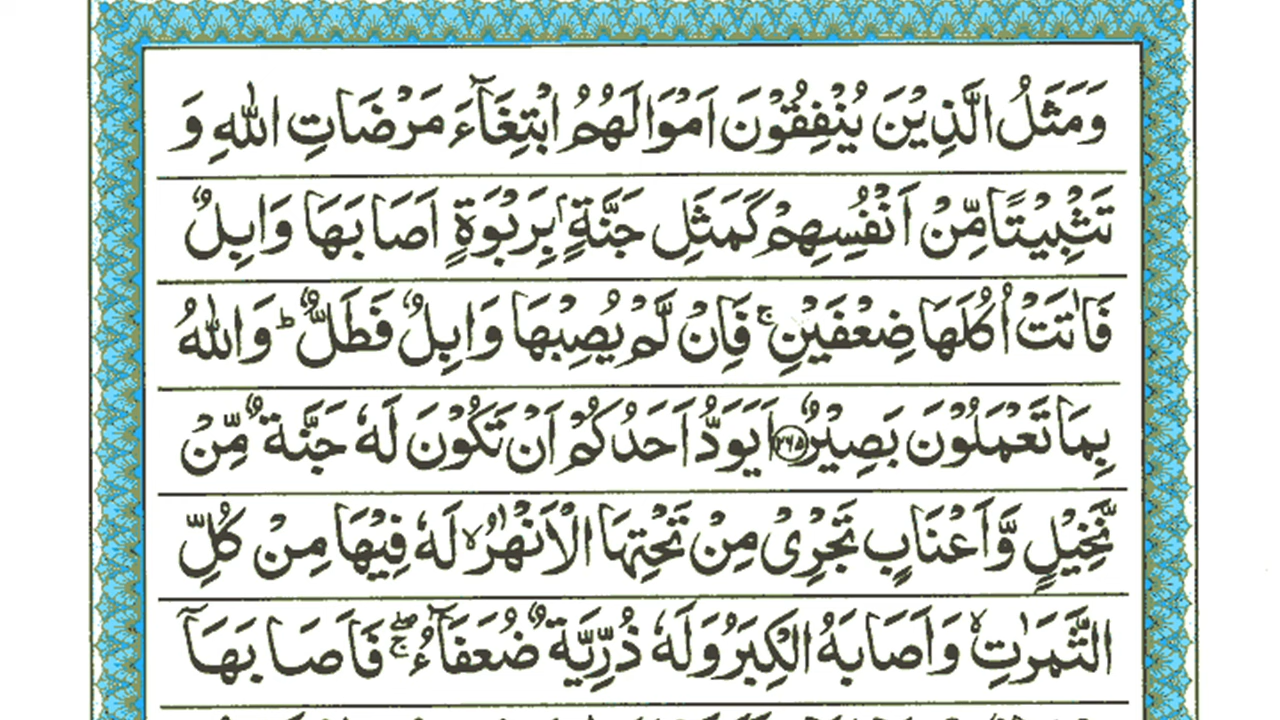 وَمَثَلُ الَّذِيْنَ يُنْفِقُوْنَ اَمْوَالَهُمُ ابْتِغَآءَ مَرْضَاتِ اللّٰهِ وَ
تَثْبِيْتًا مِّنْ اَنْفُسِهِمْ كَمَثَلِ جَنَّةٍۭ بِرَبْوَةٍ اَصَابَهَا وَابِلٌ
فَاٰتَتْ اُكُلَهَا ضِعْفَيْنِ ۚ فَاِنْ لَّمْ يُصِبْهَا وَابِلٌ فَطَلٌّ ؕ وَاللّٰهُ
بِمَا تَعْمَلُوْنَ بَصِيْرٌ ﴿۲۶۵﴾ اَيَوَدُّ اَحَدُكُمْ اَنْ تَكُوْنَ لَهٗ جَنَّةٌ مِّنْ
نَّخِيْلٍ وَّاَعْنَابٍ تَجْرِىْ مِنْ تَحْتِهَا الْاَنْهٰرُ ۙ لَهٗ فِيْهَا مِنْ كُلِّ
الثَّمَرٰتِ ۙ وَاَصَابَهُ الْكِبَرُ وَلَهٗ ذُرِّيَّةٌ ضُعَفَآءُ ۖۚ فَاَصَابَهَاۤ